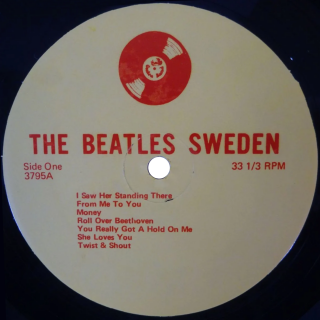 THE BEATLES SWEDEN
Side One 33 1/3 RPM
3795A
I Saw Her Standing There
From Me To You
Money
Roll Over Beethoven
You Really Got A Hold On Me
She Loves You
Twist & Shout